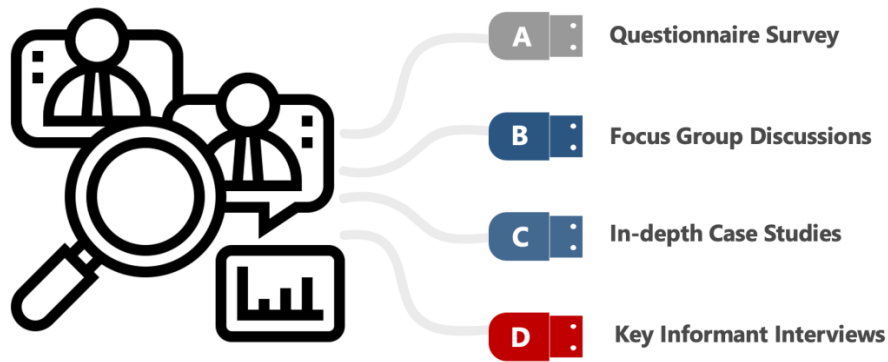 A Questionnaire Survey
B Focus Group Discussions
C In-depth Case Studies
D Key Informant Interviews